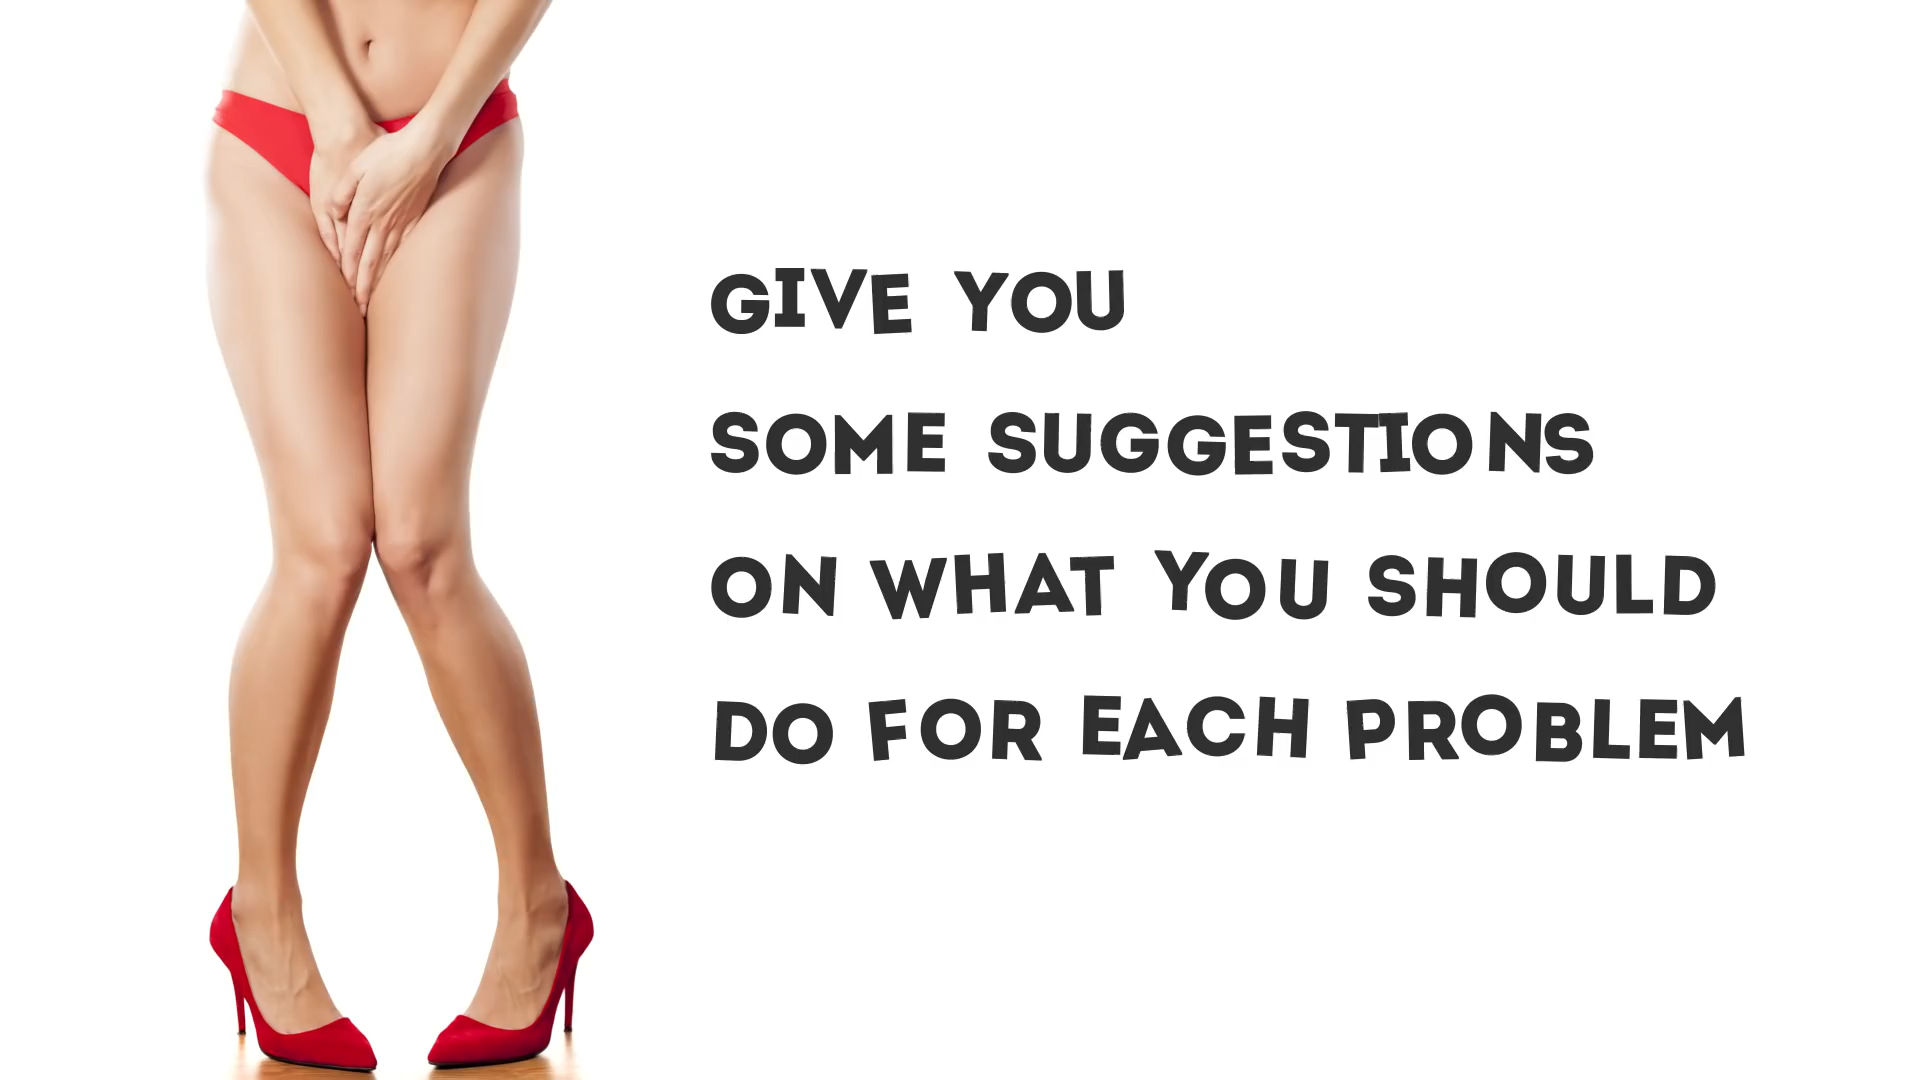 GIVE YOU
SOME SUGGESTIONS
ON WHAT YOU SHOULD
DO FOR EACH PROBLEM